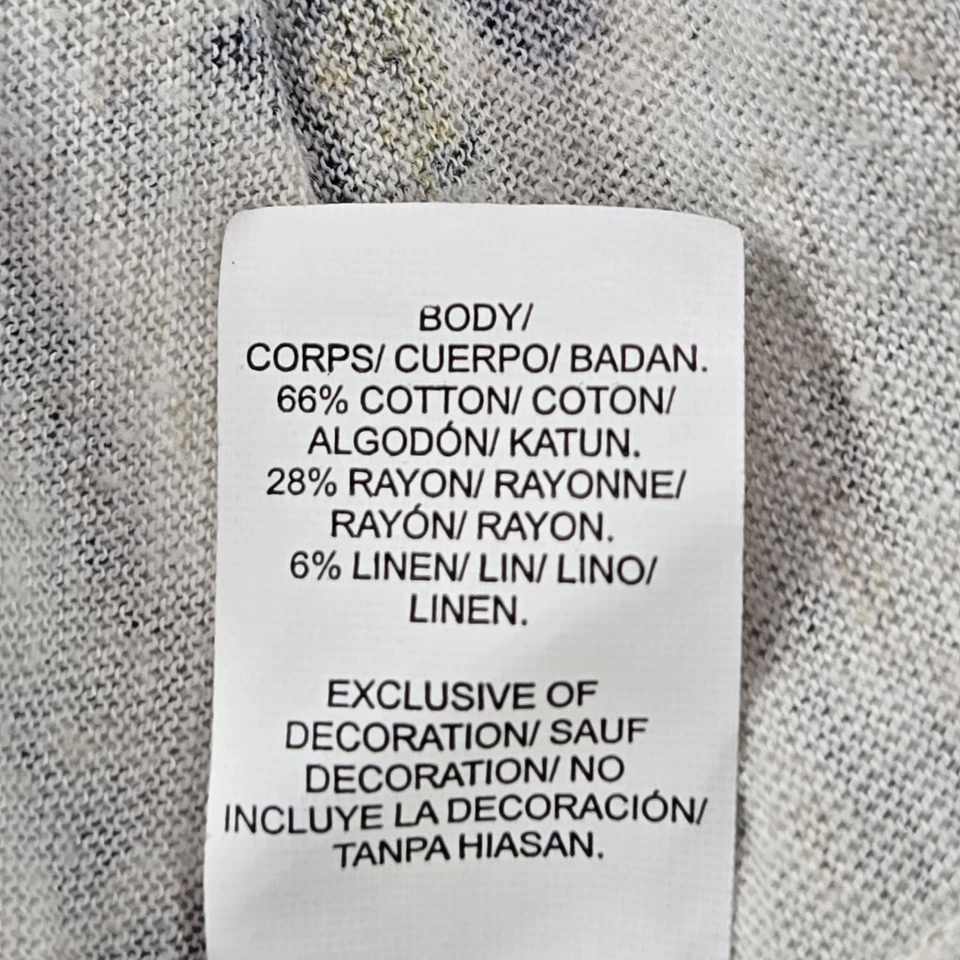 BODY/
CORPS/ CUERPO/ BADAN.
66% COTTON/ COTON/
ALGODÓN/ KATUN.
28% RAYON/ RAYONNE/
RAYÓN/ RAYON.
6% LINEN/ LIN/ LINO/
LINEN.
EXCLUSIVE OF
DECORATION/ SAUF
DECORATION/ NO
INCLUYE LA DECORACIÓN/
TANPA HIASAN.